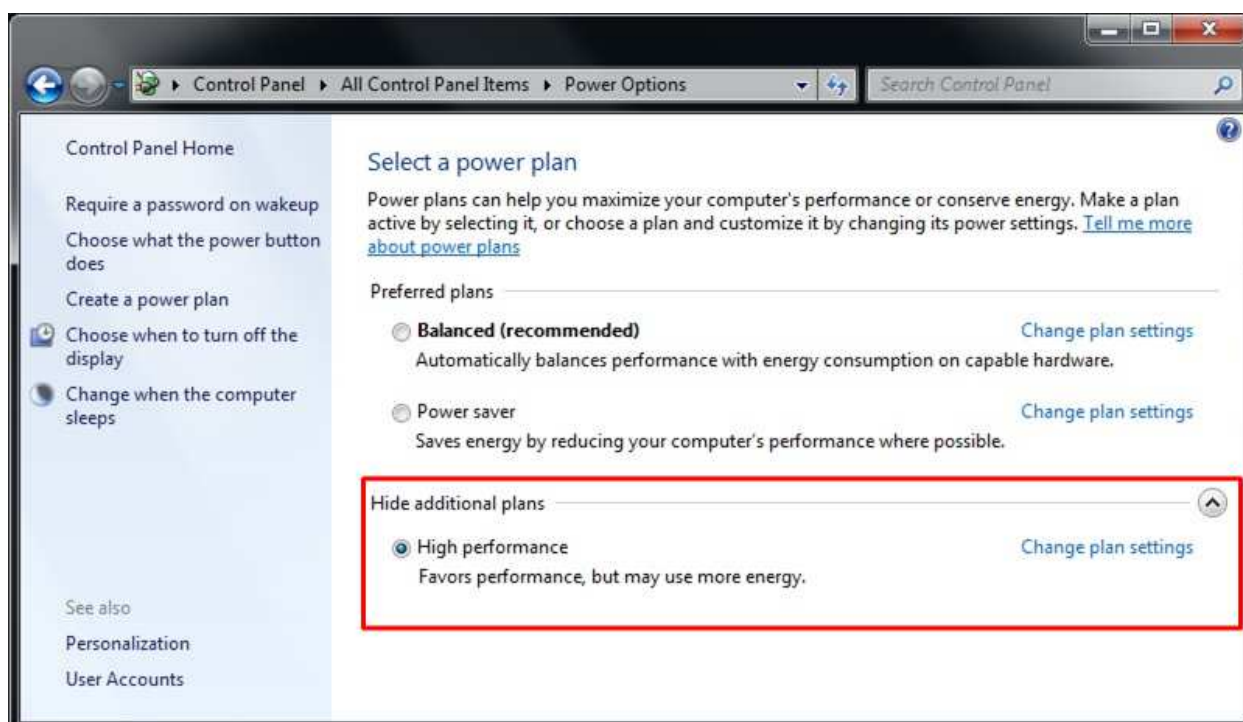 Control Panel ▸ All Control Panel Items ▸ Power Options
Search Control Panel
Control Panel Home
Require a password on wakeup
Choose what the power button
does
Create a power plan
Choose when to turn off the
display
Change when the computer
sleeps
See also
Personalization
User Accounts
Select a power plan
Power plans can help you maximize your computer's performance or conserve energy. Make a plan
active by selecting it, or choose a plan and customize it by changing its power settings. Tell me more
about power plans
Preferred plans
Balanced (recommended) Change plan settings
Automatically balances performance with energy consumption on capable hardware.
Power saver Change plan settings
Saves energy by reducing your computer's performance where possible.
Hide additional plans
High performance Change plan settings
Favors performance, but may use more energy.